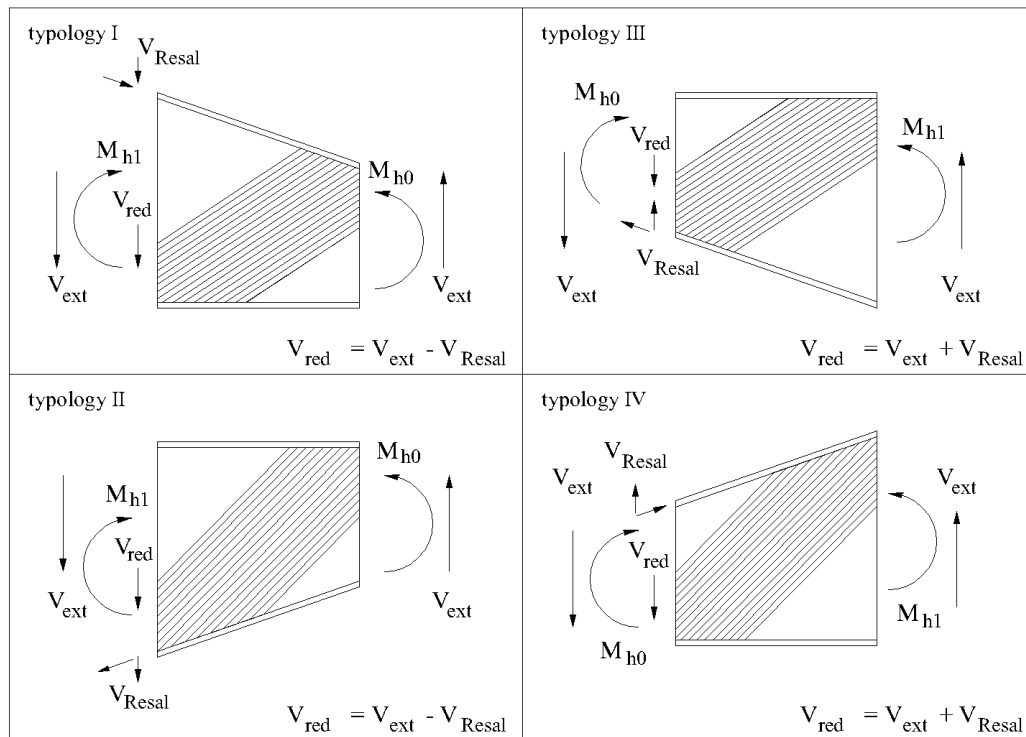 typology I
V Resal
M h1
V red
V ext
M h0
V ext
V red = V ext - V Resal
typology III
M h0
V red
V ext
V Resal
M h1
V ext
V red = V ext + V Resal
typology II
M h1
V red
V ext
V Resal
M h0
V ext
V red = V ext - V Resal
typology IV
V Resal
V ext
V red
M h0
V ext
M h1
V red = V ext + V Resal